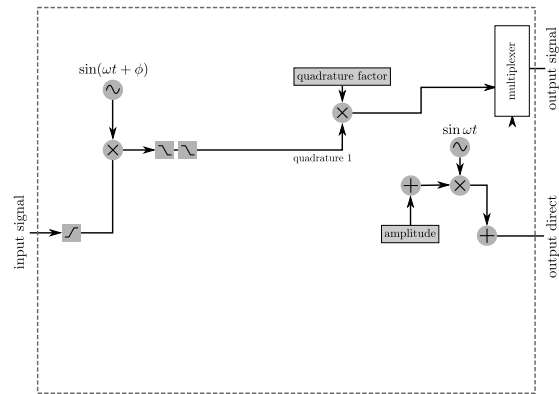 sin(ωt + ϕ)
quadrature factor
multiplexer
output signal
sin ωt
quadrature 1
input signal
amplitude
output direct